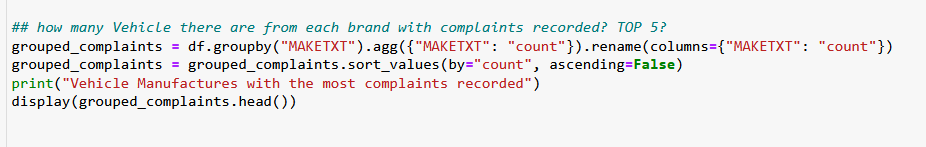 ## how many Vehicle there are from each brand with complaints recorded? TOP 5?
grouped_complaints = df.groupby("MAKETXT").agg({"MAKETXT": "count"}).rename(columns={"MAKETXT": "count"})
grouped_complaints = grouped_complaints.sort_values(by="count", ascending=False)
print("Vehicle Manufactures with the most complaints recorded")
display(grouped_complaints.head())